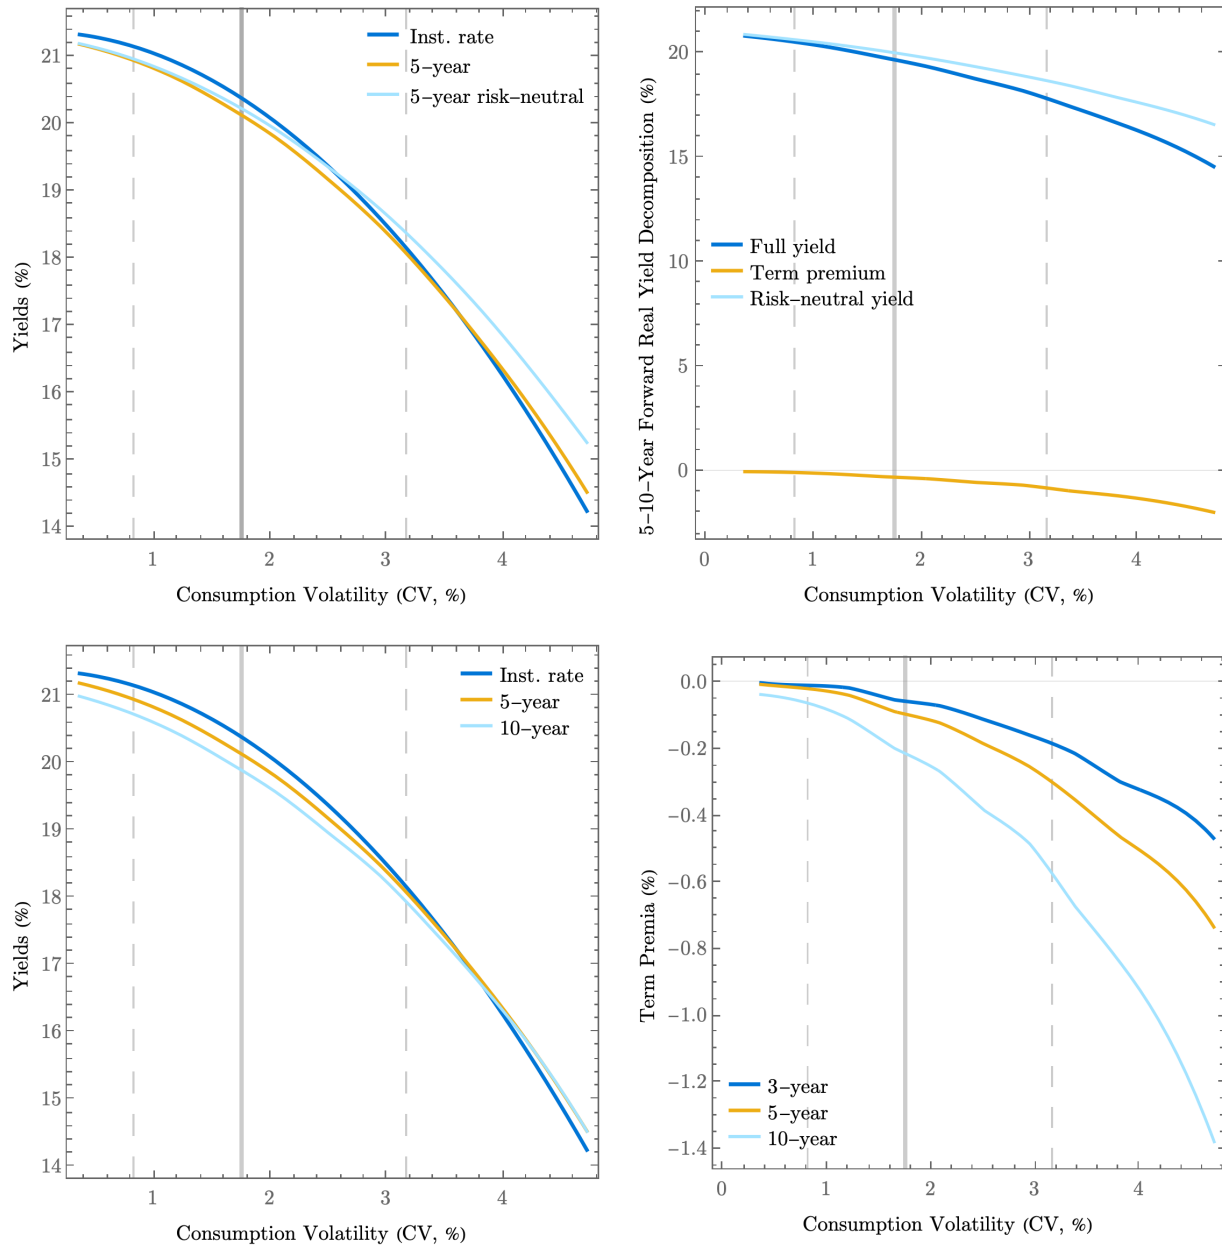 21
20
19
18
17
16
15
14
Yields (%)
Inst. rate
5-year
5-year risk-neutral
1
2
3
4
Consumption Volatility (CV, %)
20
15
10
5
0
5-10-Year Forward Real Yield Decomposition (%)
Full yield
Term premium
Risk-neutral yield
0
1
2
3
4
Consumption Volatility (CV, %)
21
20
19
18
17
16
15
14
Yields (%)
Inst. rate
5-year
10-year
1
2
3
4
Consumption Volatility (CV, %)
0.0
-0.2
-0.4
-0.6
-0.8
-1.0
-1.2
-1.4
Term Premia (%)
3-year
5-year
10-year
0
1
2
3
4
Consumption Volatility (CV, %)